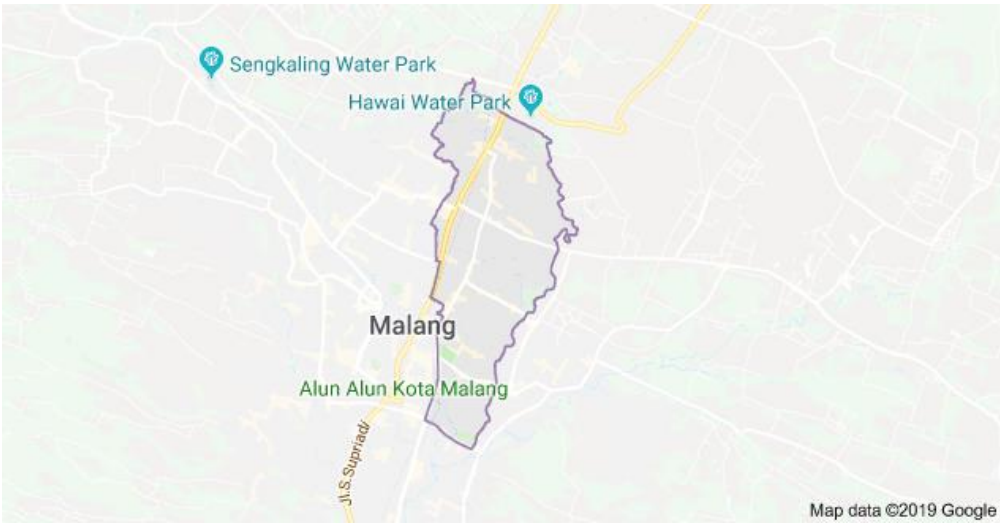 Sengkaling Water Park
Hawai Water Park
Malang
Alun Alun Kota Malang
Jl.S.Supriadi
Map data ©2019 Google